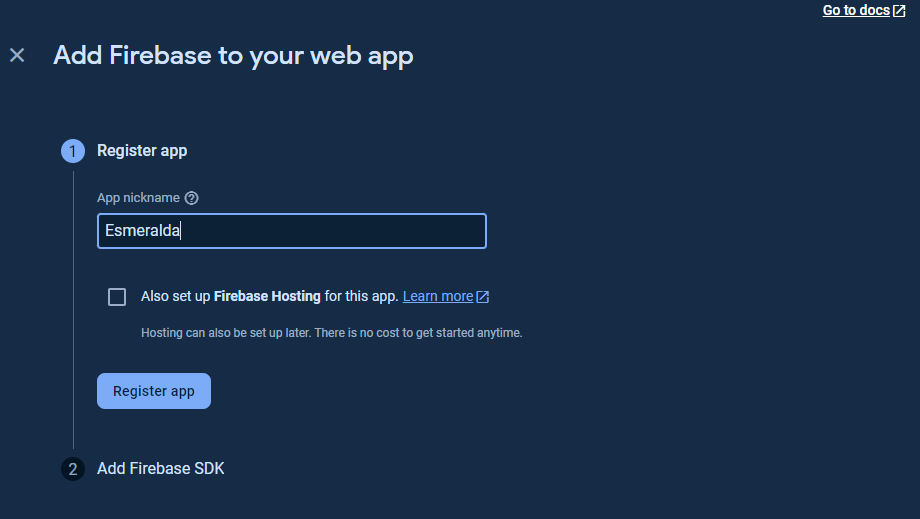 Go to docs
Add Firebase to your web app
1 Register app
App nickname
Esmeralda
Also set up Firebase Hosting for this app. Learn more
Hosting can also be set up later. There is no cost to get started anytime.
Register app
2 Add Firebase SDK